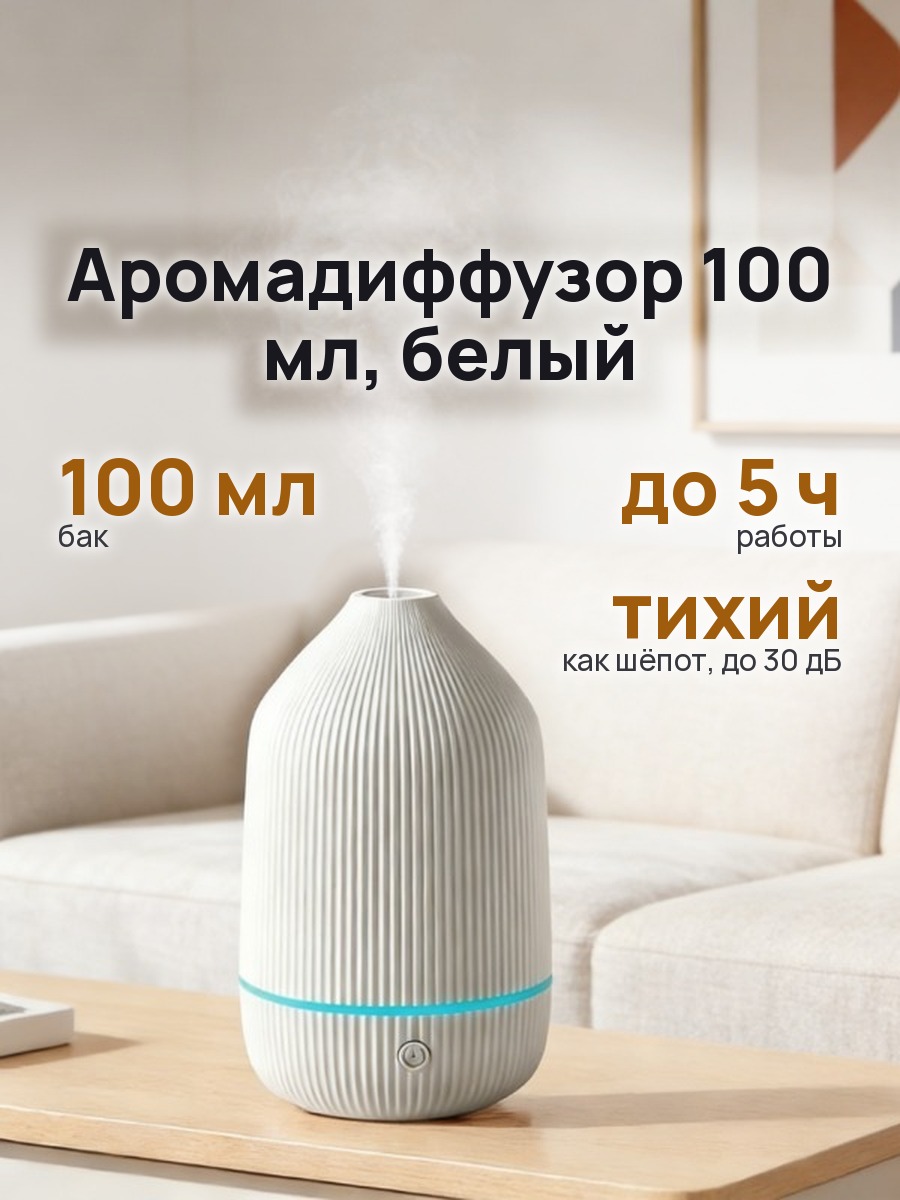 Аромадиффузор 100
мл, белый
100 мл
бак
до 5 ч
работы
тихий
как шёпот, до 30 дБ